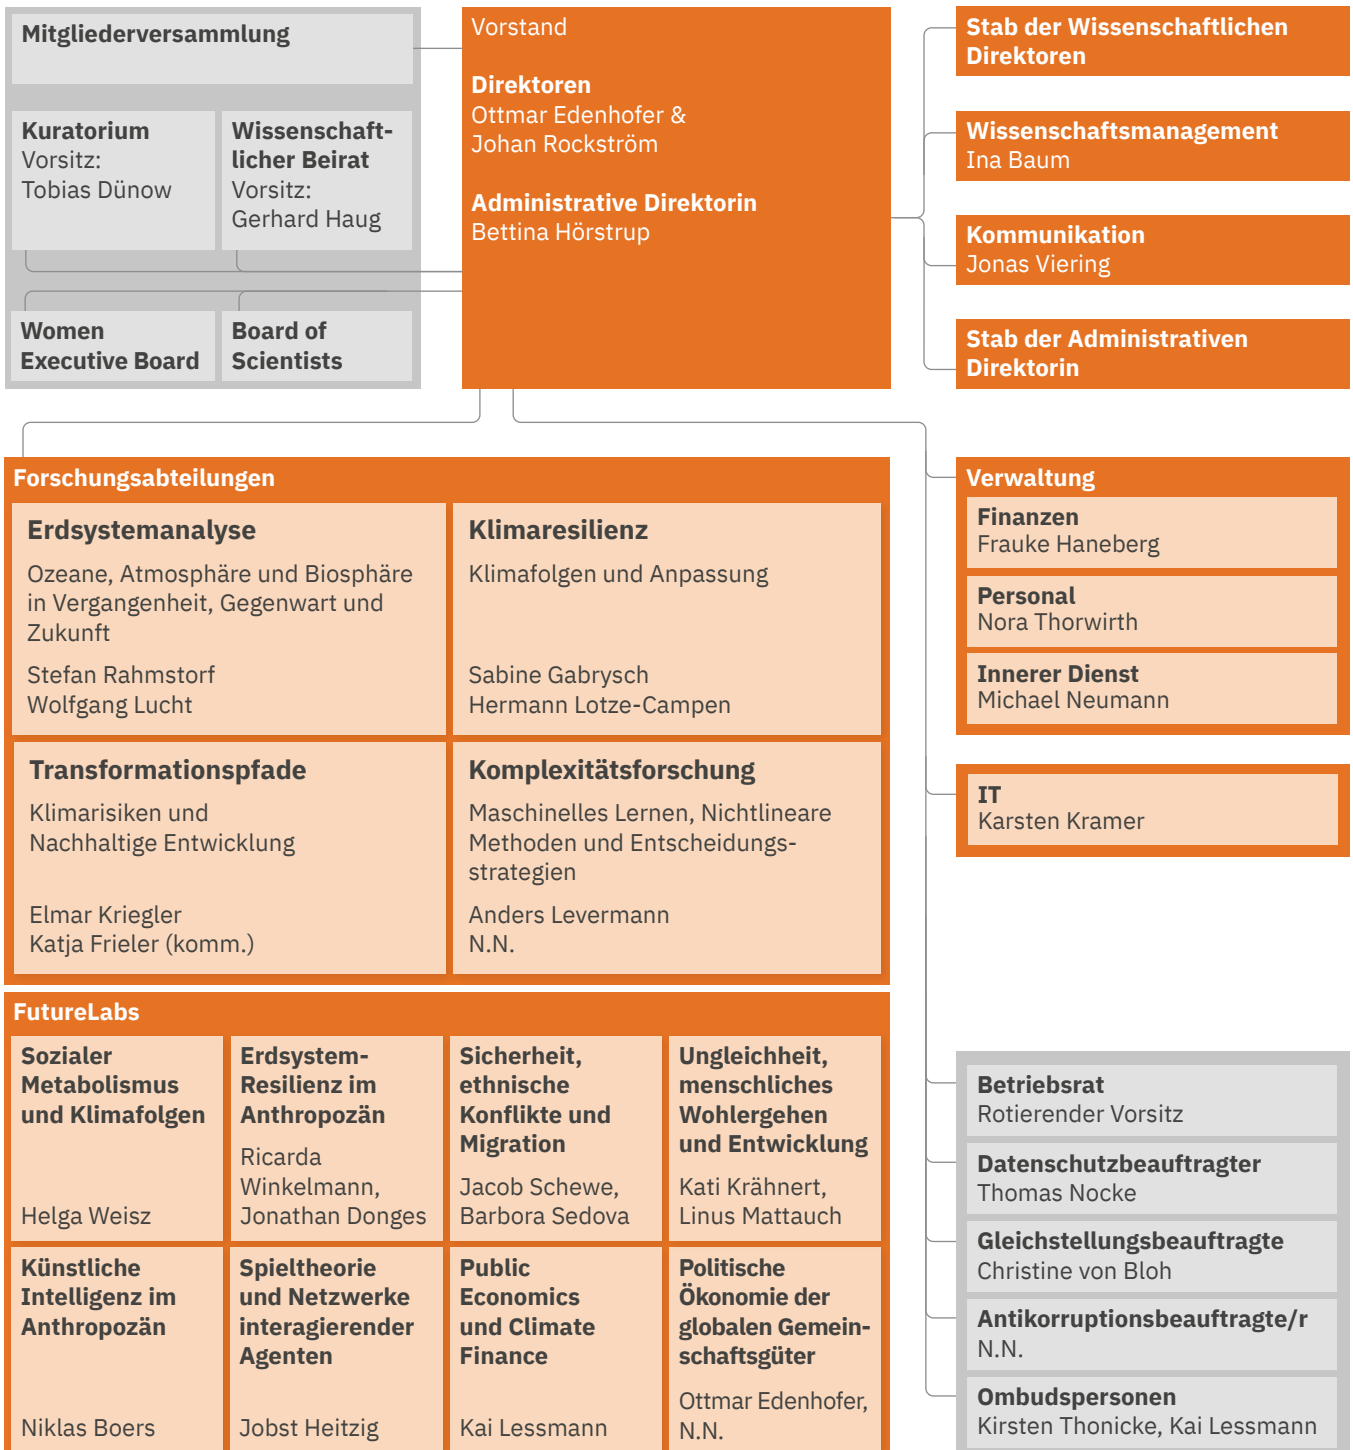 Mitgliederversammlung
Kuratorium
Vorsitz:
Tobias Dünow
Wissenschaft-
licher Beirat
Vorsitz:
Gerhard Haug
Women
Executive Board
Board of
Scientists
Vorstand
Direktoren
Ottmar Edenhofer &
Johan Rockström
Administrative Direktorin
Bettina Hörstrup
Stab der Wissenschaftlichen
Direktoren
Wissenschaftsmanagement
Ina Baum
Kommunikation
Jonas Viering
Stab der Administrativen
Direktorin
Forschungsabteilungen
Erdsystemanalyse
Ozeane, Atmosphäre und Biosphäre
in Vergangenheit, Gegenwart und
Zukunft
Stefan Rahmstorf
Wolfgang Lucht
Klimaresilienz
Klimafolgen und Anpassung
Sabine Gabrysch
Hermann Lotze-Campen
Transformationspfade
Klimarisiken und
Nachhaltige Entwicklung
Elmar Kriegler
Katja Frieler (komm.)
Komplexitätsforschung
Maschinelles Lernen, Nichtlineare
Methoden und Entscheidungs-
strategien
Anders Levermann
N.N.
Verwaltung
Finanzen
Frauke Haneberg
Personal
Nora Thorwirth
Innerer Dienst
Michael Neumann
IT
Karsten Kramer
FutureLabs
Sozialer
Metabolismus
und Klimafolgen
Helga Weisz
Erdsystem-
Resilienz im
Anthropozän
Ricarda
Winkelmann,
Jonathan Donges
Sicherheit,
ethnische
Konflikte und
Migration
Jacob Schewe,
Barbora Sedova
Ungleichheit,
menschliches
Wohlergehen
und Entwicklung
Kati Krähnert,
Linus Mattauch
Künstliche
Intelligenz im
Anthropozän
Niklas Boers
Spieltheorie
und Netzwerke
interagierender
Agenten
Jobst Heitzig
Public
Economics
und Climate
Finance
Kai Lessmann
Politische
Ökonomie der
globalen Gemein-
schaftsgüter
Ottmar Edenhofer,
N.N.
Betriebsrat
Rotierender Vorsitz
Datenschutzbeauftragter
Thomas Nocke
Gleichstellungsbeauftragte
Christine von Bloh
Antikorruptionsbeauftragte/r
N.N.
Ombudspersonen
Kirsten Thonicke, Kai Lessmann